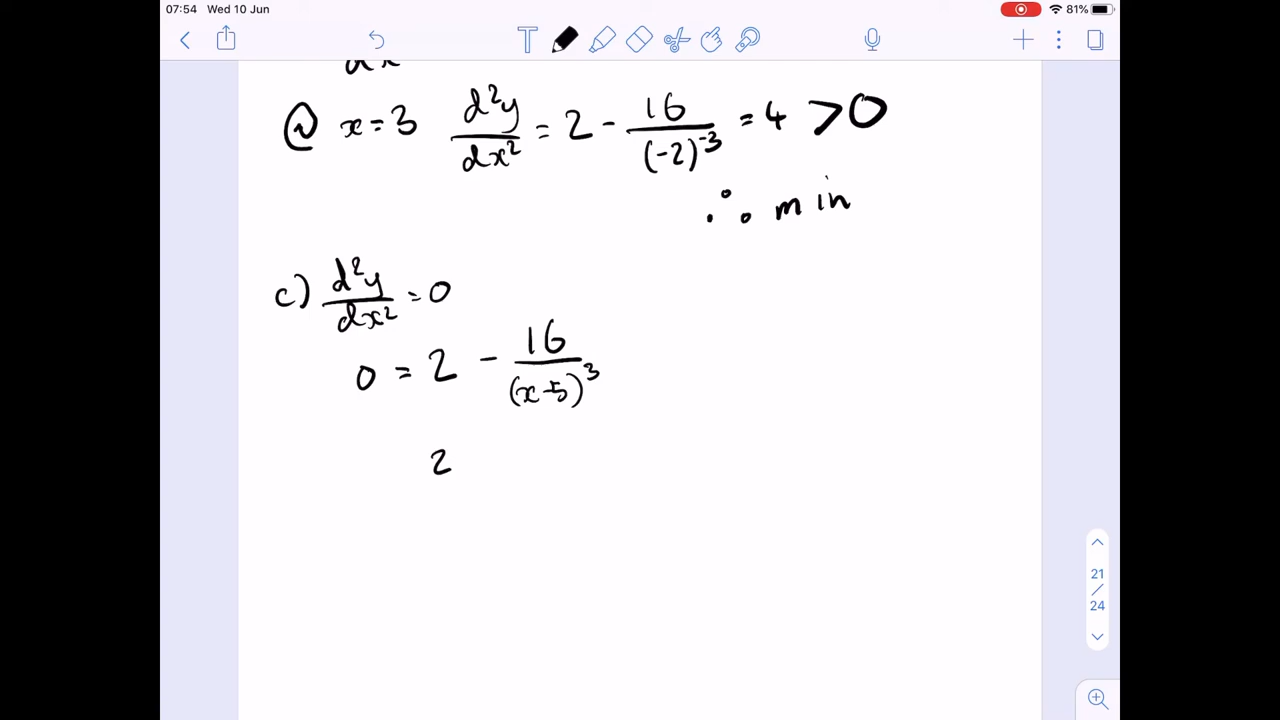 07:54 Wed 10 Jun 81%
T
dx
@ x=3 d²y/dx² = 2 - 16/(-2)^-3 = 4 >0
∴ min
c) d²y/dx² = 0
0 = 2 - 16/(x-5)³
2
21
/
24